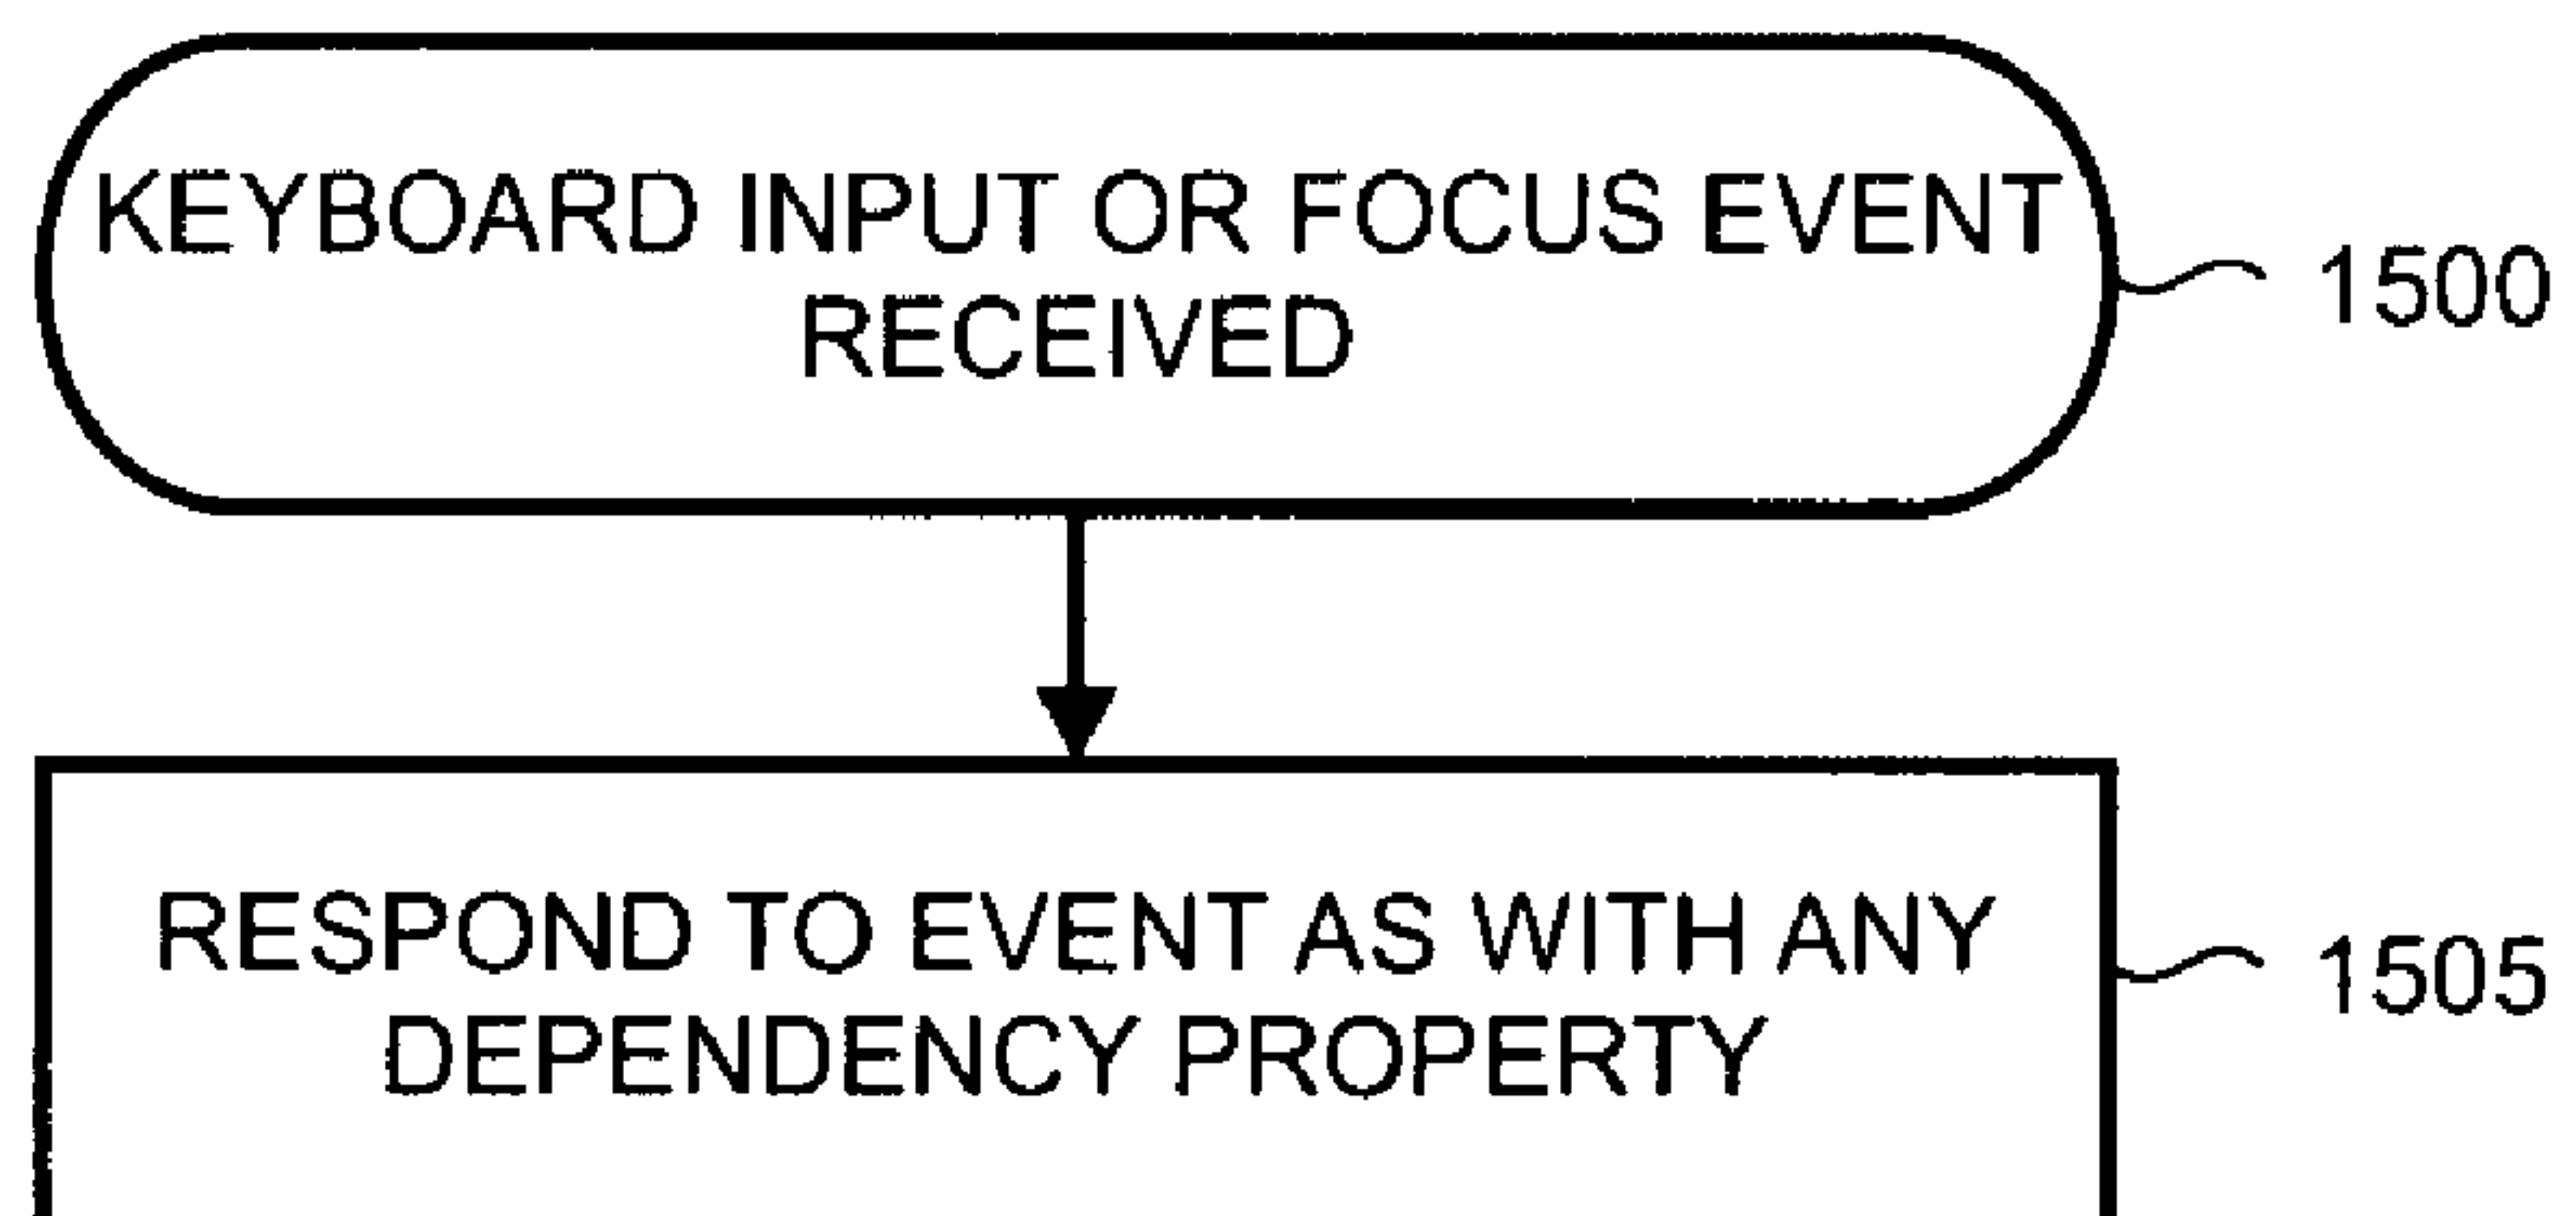 KEYBOARD INPUT OR FOCUS EVENT
RECEIVED
1500
RESPOND TO EVENT AS WITH ANY
DEPENDENCY PROPERTY
1505